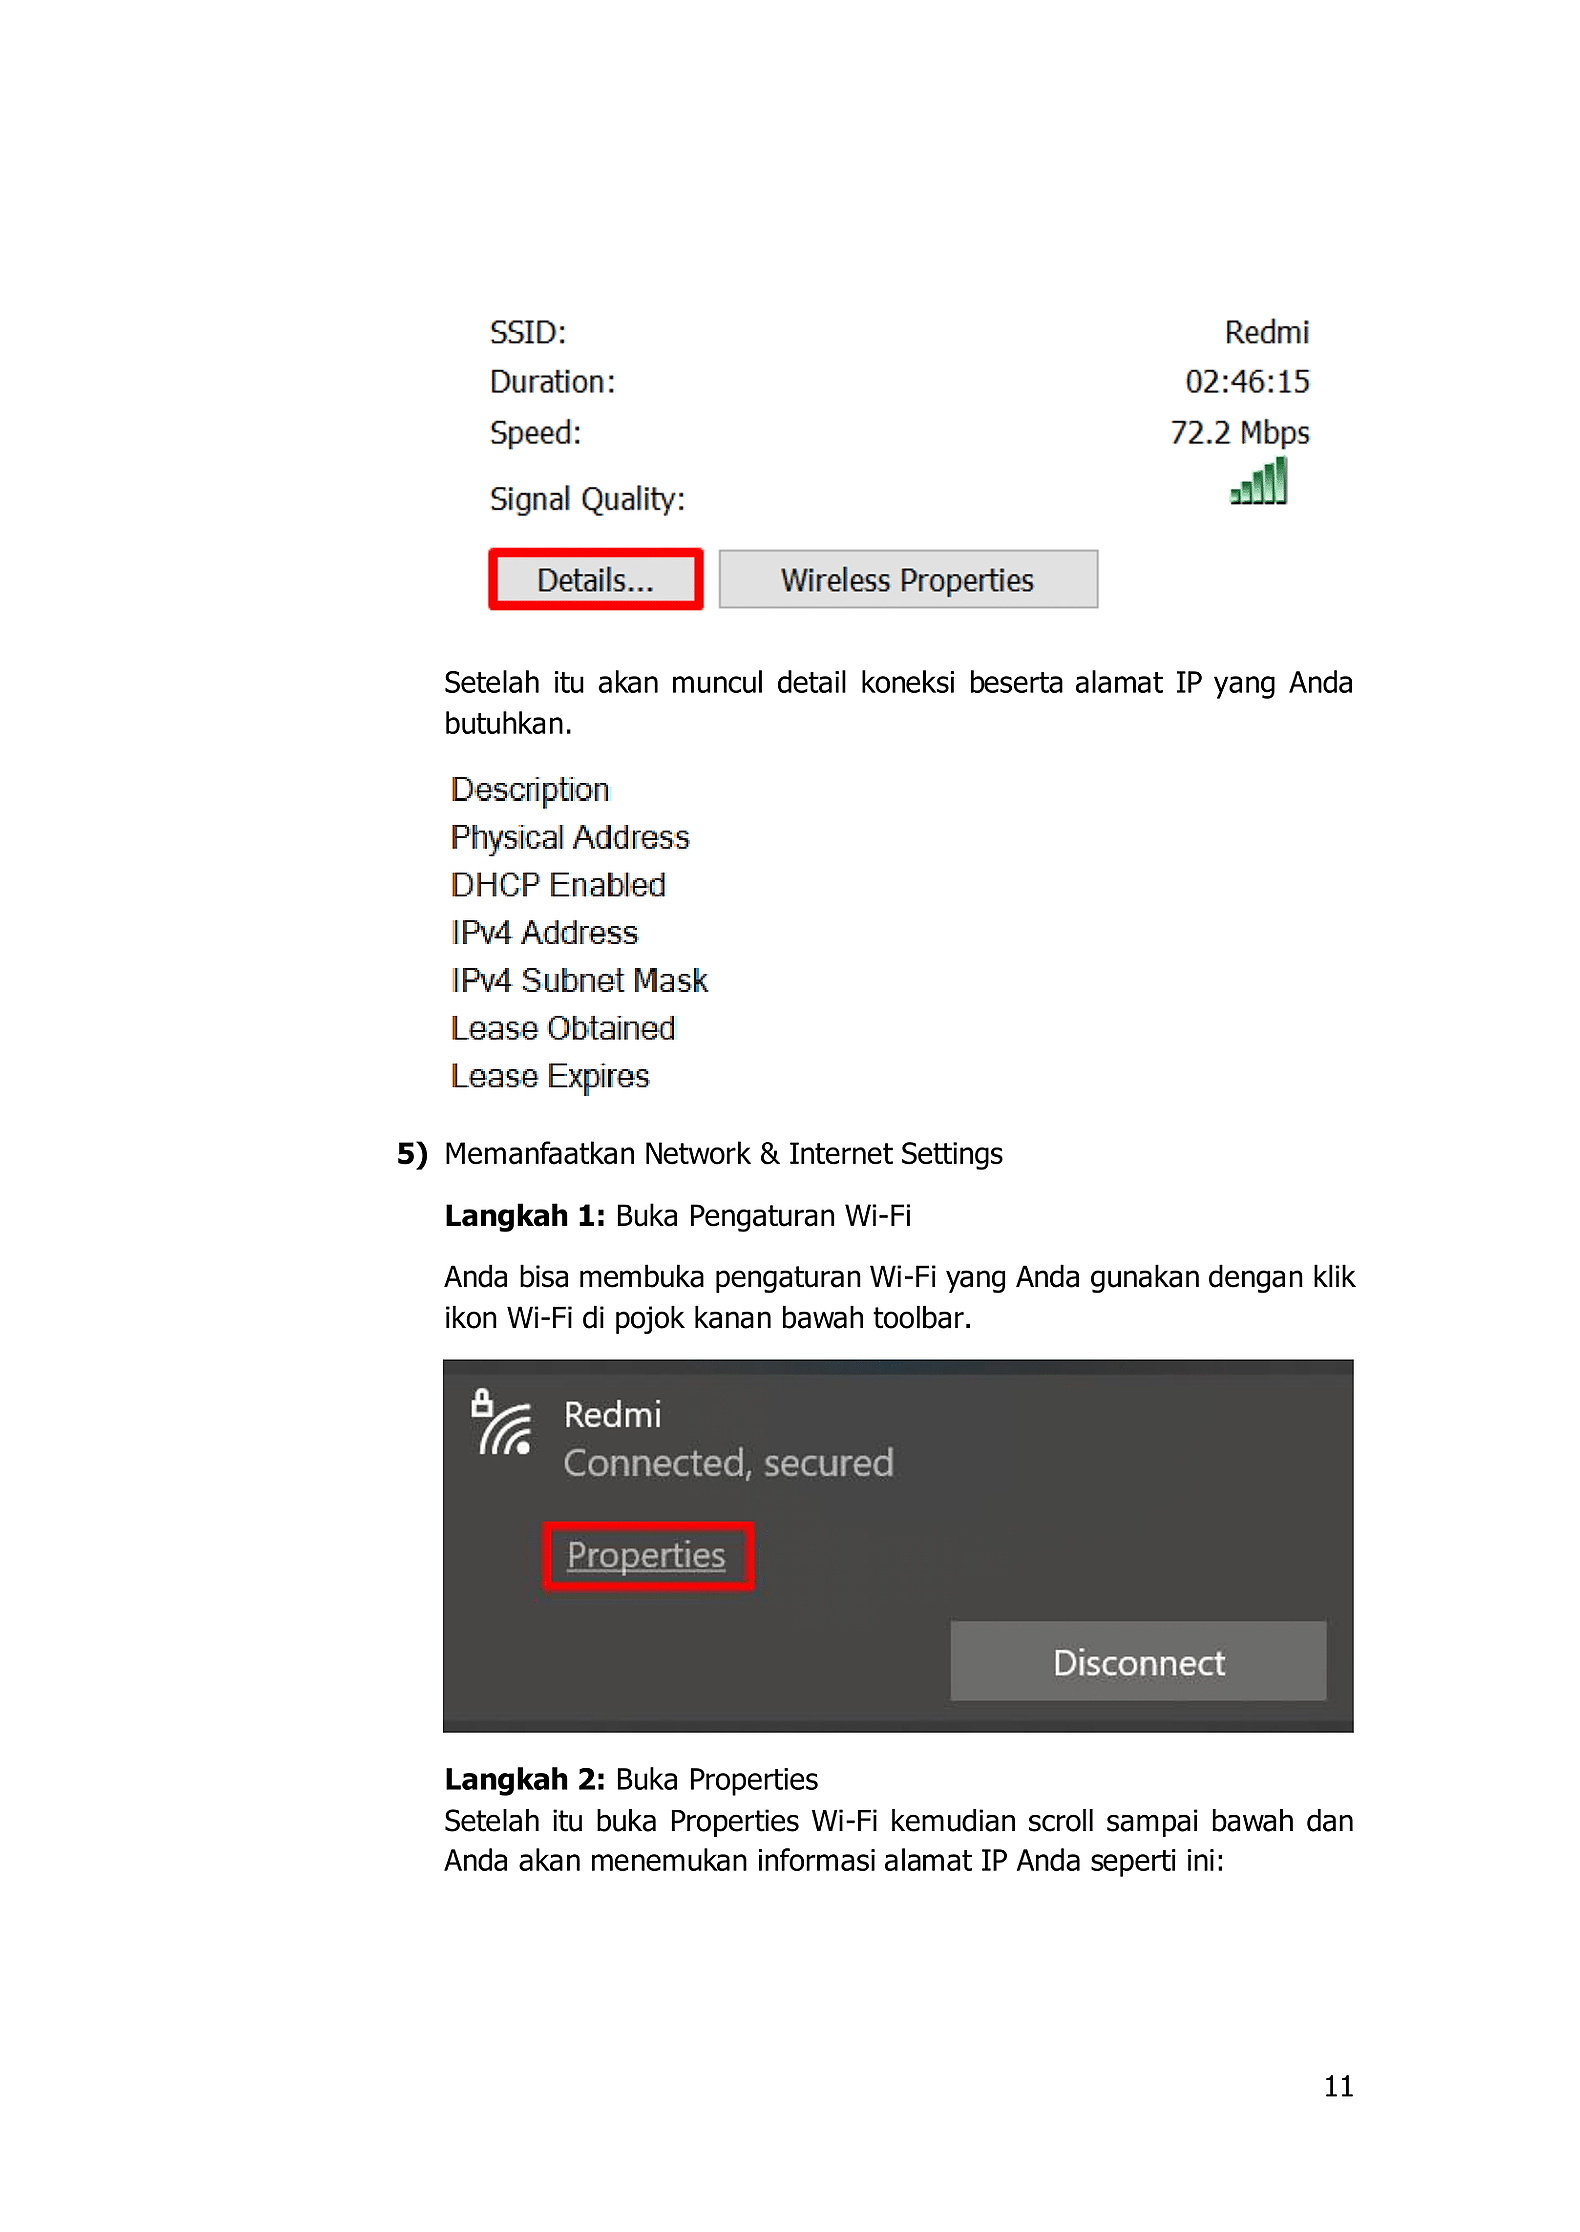 SSID: Redmi
Duration: 02:46:15
Speed: 72.2 Mbps
Signal Quality:
Details... Wireless Properties
Setelah itu akan muncul detail koneksi beserta alamat IP yang Anda
butuhkan.
Description
Physical Address
DHCP Enabled
IPv4 Address
IPv4 Subnet Mask
Lease Obtained
Lease Expires
5) Memanfaatkan Network & Internet Settings
Langkah 1: Buka Pengaturan Wi-Fi
Anda bisa membuka pengaturan Wi-Fi yang Anda gunakan dengan klik
ikon Wi-Fi di pojok kanan bawah toolbar.
Redmi
Connected, secured
Properties
Disconnect
Langkah 2: Buka Properties
Setelah itu buka Properties Wi-Fi kemudian scroll sampai bawah dan
Anda akan menemukan informasi alamat IP Anda seperti ini:
11